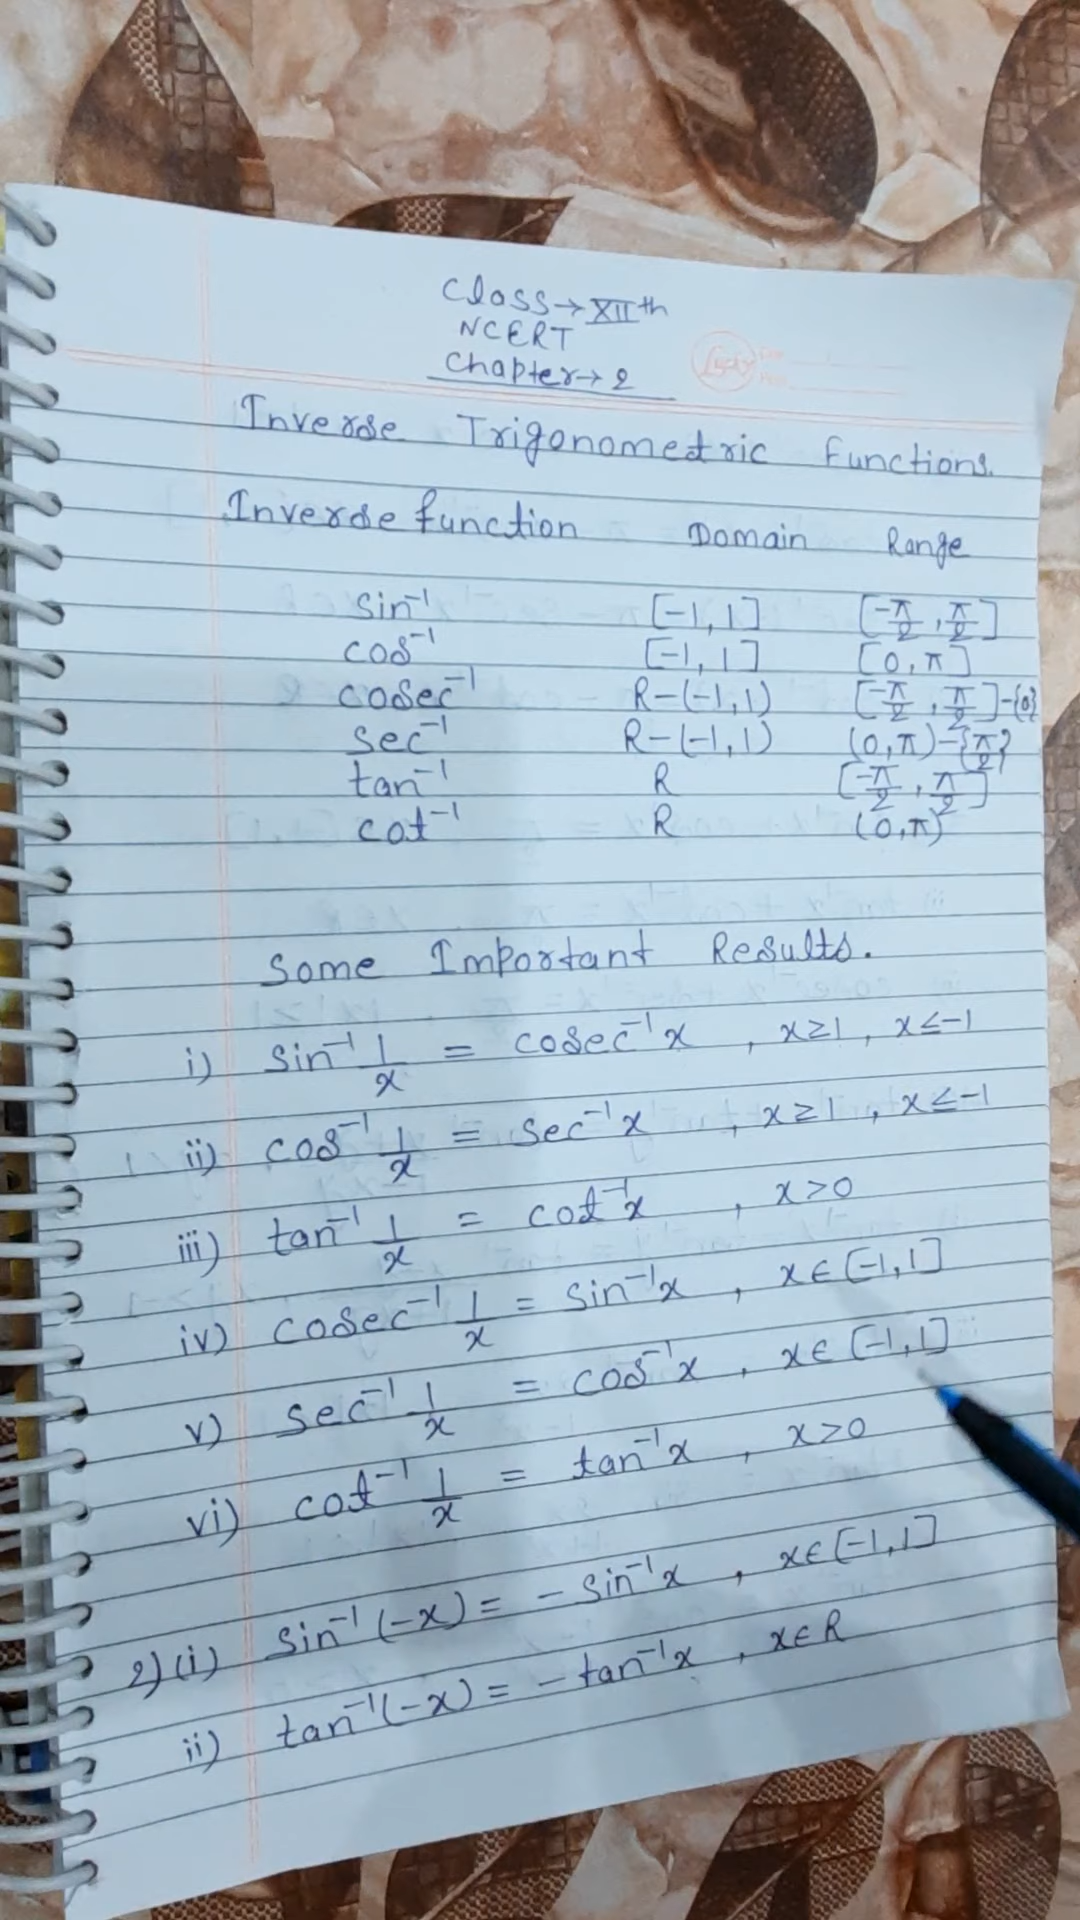 Class→XIIth
NCERT
Chapter→2
Inverse Trigonometric Functions.
Inverse function Domain Range
sin⁻¹ [-1, 1] [-π/2, π/2]
cos⁻¹ [-1, 1] [0, π]
cosec⁻¹ R-(-1, 1) [-π/2, π/2]-{0}
sec⁻¹ R-(-1, 1) (0, π)-{π/2}
tan⁻¹ R [-π/2, π/2]
cot⁻¹ R (0, π)
Some Important Results.
i) sin⁻¹ 1/x = cosec⁻¹x , x≥1, x≤-1
ii) cos⁻¹ 1/x = sec⁻¹x , x≥1, x≤-1
iii) tan⁻¹ 1/x = cot⁻¹x , x>0
iv) cosec⁻¹ 1/x = sin⁻¹x , x∈[-1, 1]
v) sec⁻¹ 1/x = cos⁻¹x , x∈[-1, 1]
vi) cot⁻¹ 1/x = tan⁻¹x , x>0
2)(i) sin⁻¹(-x) = -sin⁻¹x , x∈[-1, 1]
ii) tan⁻¹(-x) = -tan⁻¹x , x∈R